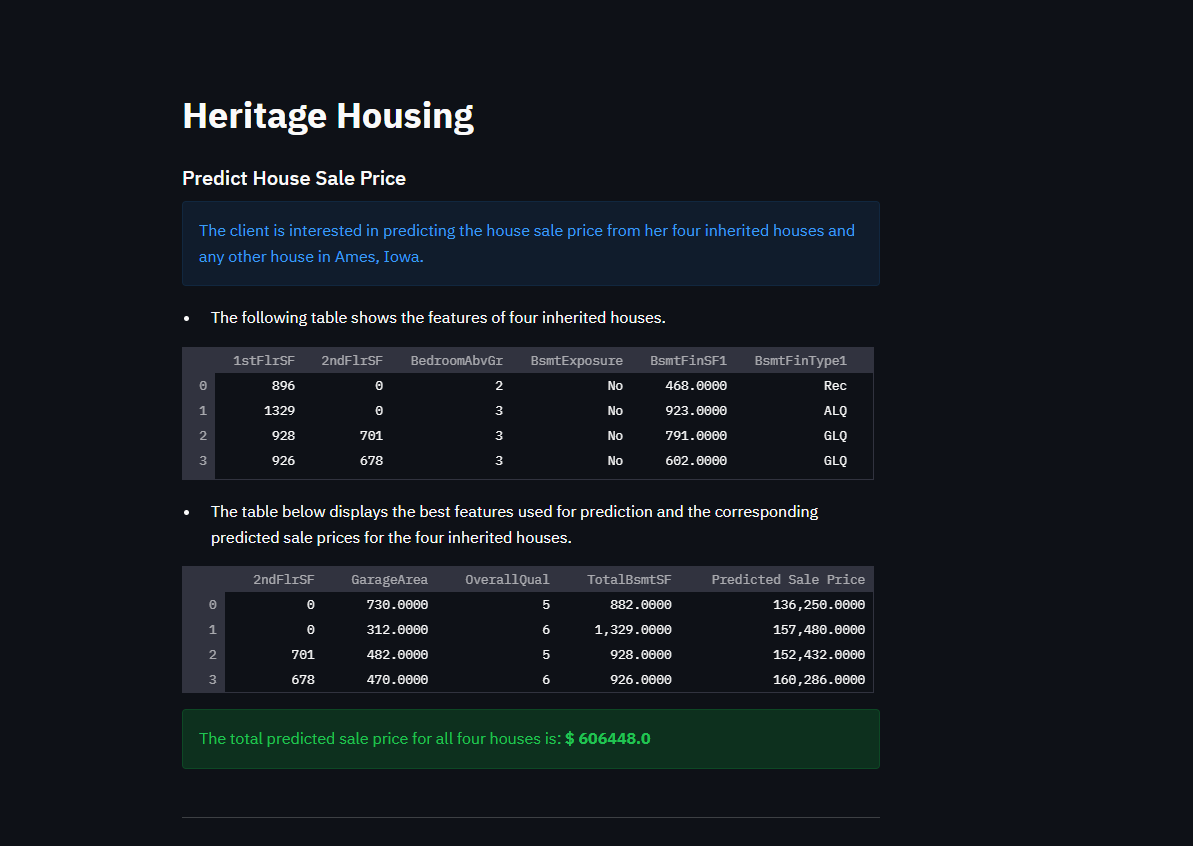 Heritage Housing
Predict House Sale Price
The client is interested in predicting the house sale price from her four inherited houses and
any other house in Ames, Iowa.
• The following table shows the features of four inherited houses.
1stFlrSF 2ndFlrSF BedroomAbvGr BsmtExposure BsmtFinSF1 BsmtFinType1
0 896 0 2 No 468.0000 Rec
1 1329 0 3 No 923.0000 ALQ
2 928 701 3 No 791.0000 GLQ
3 926 678 3 No 602.0000 GLQ
• The table below displays the best features used for prediction and the corresponding
predicted sale prices for the four inherited houses.
2ndFlrSF GarageArea OverallQual TotalBsmtSF Predicted Sale Price
0 0 730.0000 5 882.0000 136,250.0000
1 0 312.0000 6 1,329.0000 157,480.0000
2 701 482.0000 5 928.0000 152,432.0000
3 678 470.0000 6 926.0000 160,286.0000
The total predicted sale price for all four houses is: $ 606448.0